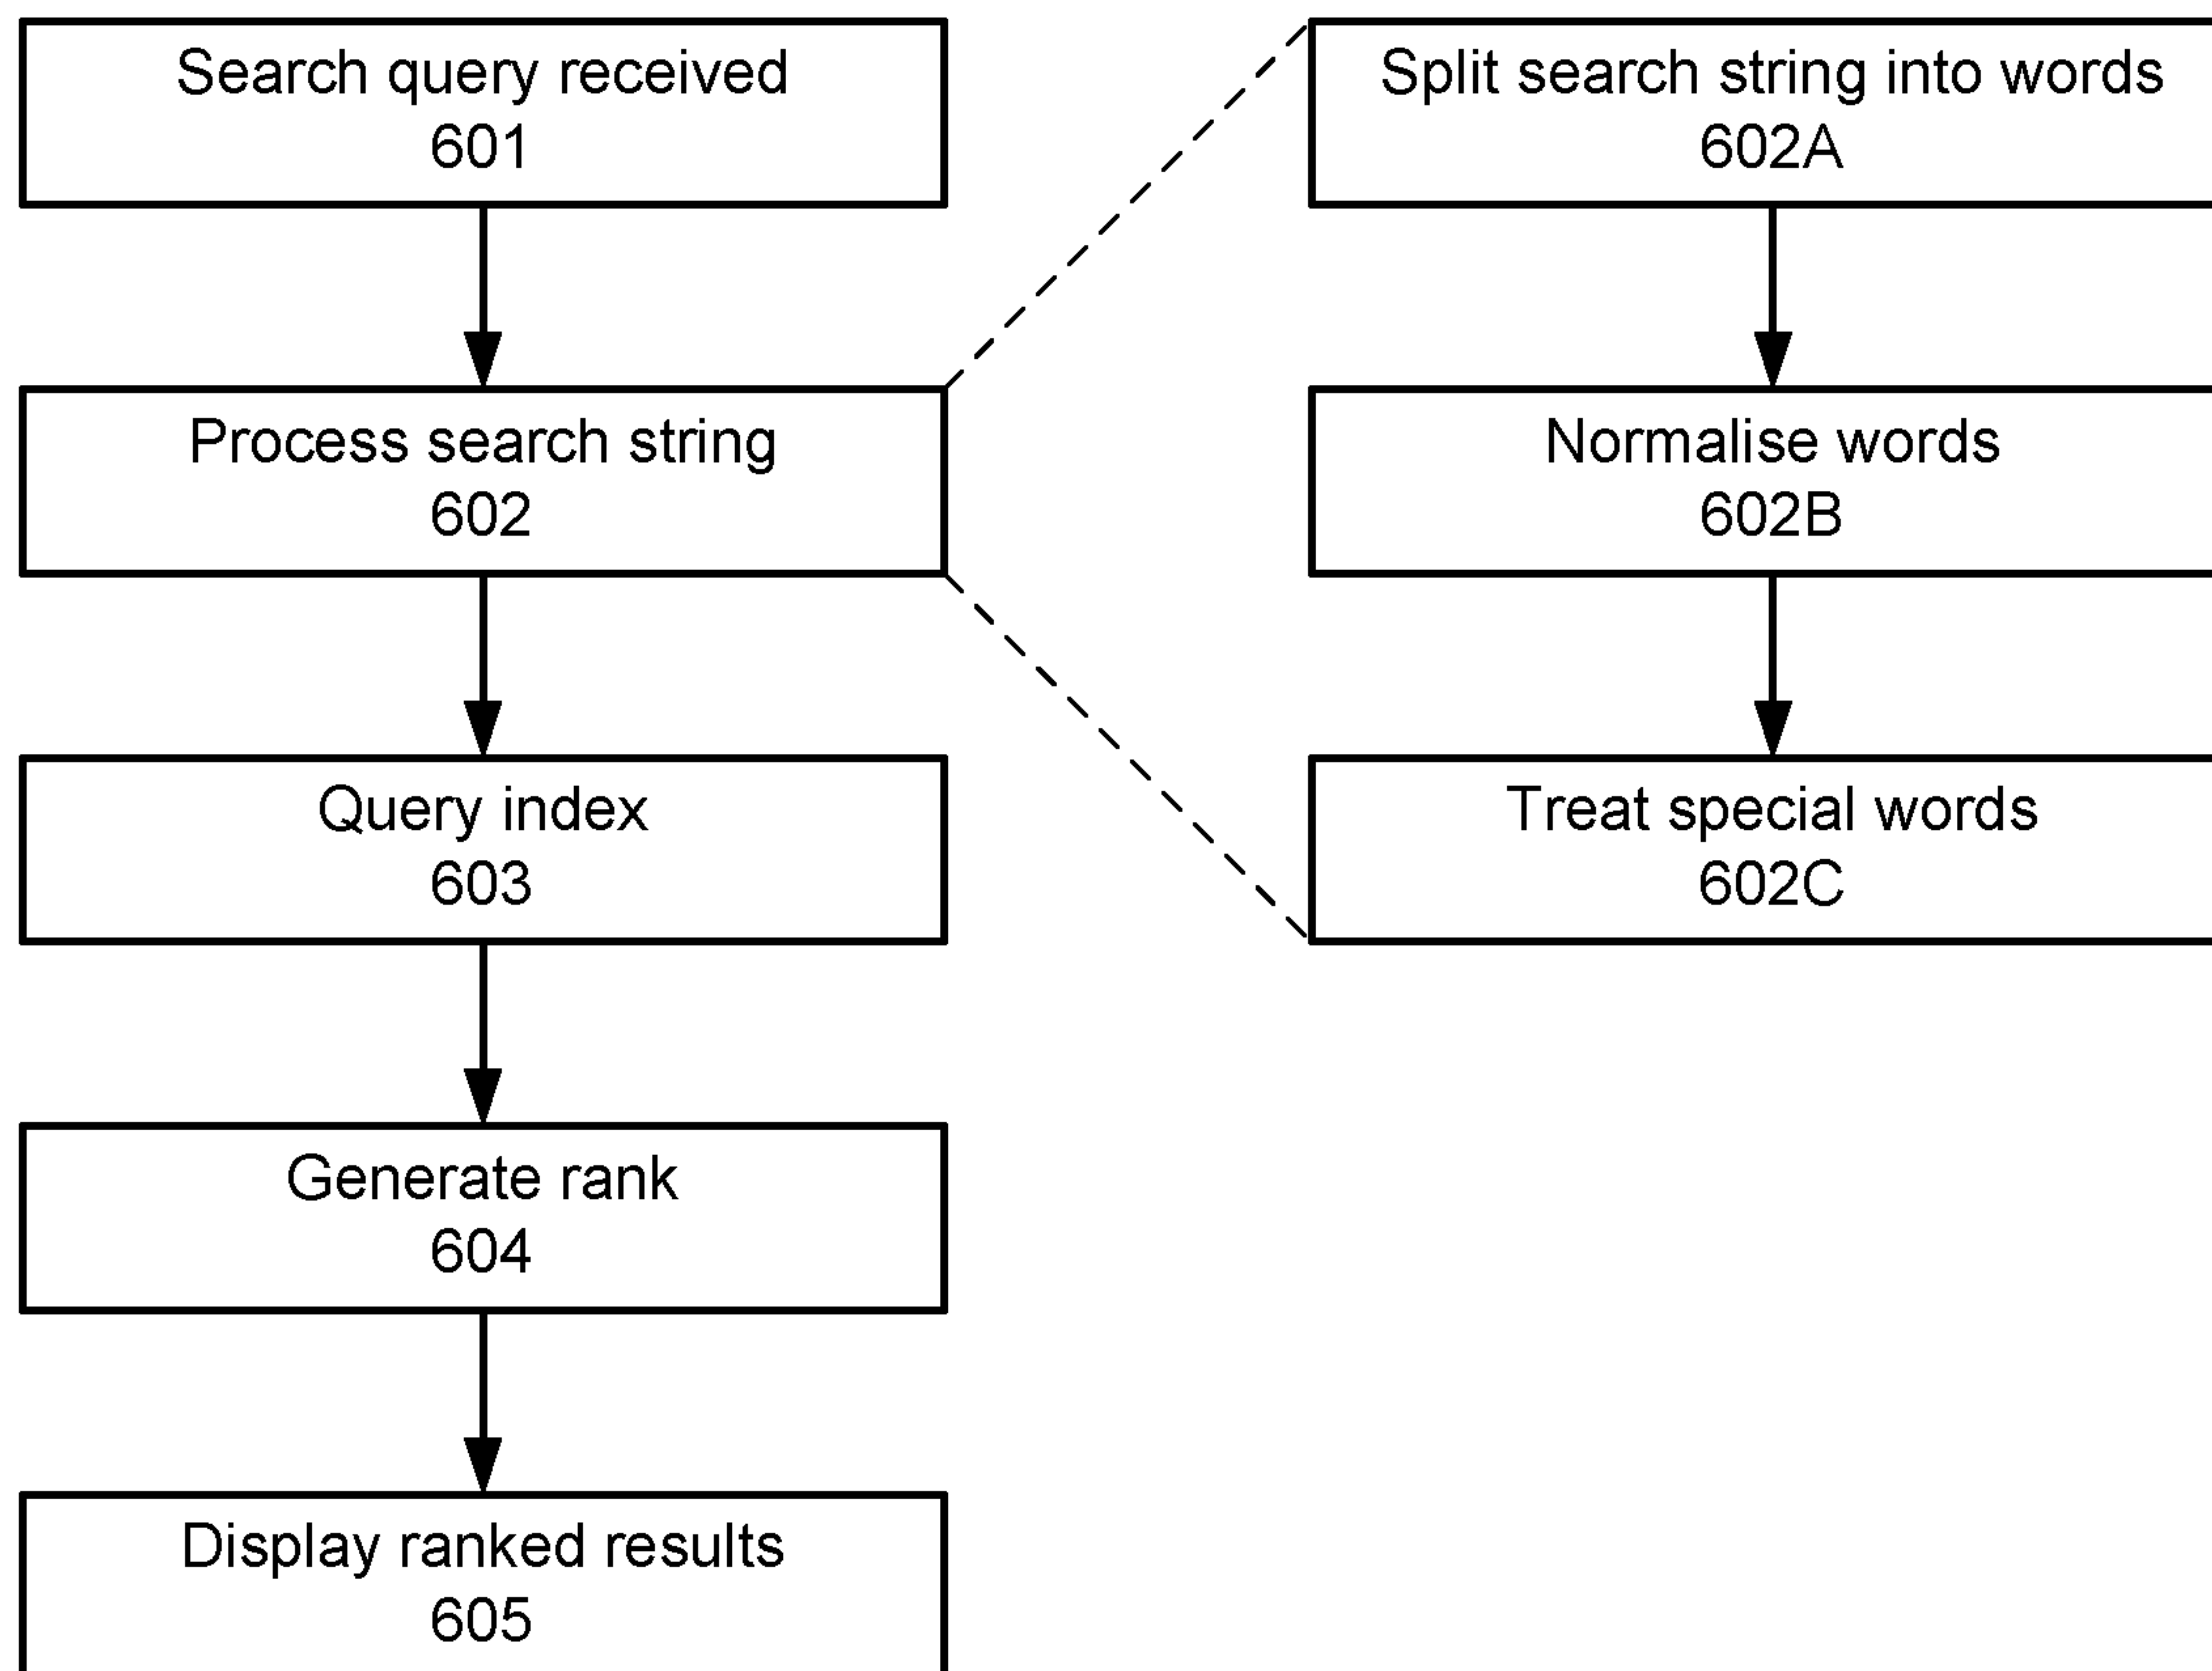 Search query received
601
Process search string
602
Query index
603
Generate rank
604
Display ranked results
605
Split search string into words
602A
Normalise words
602B
Treat special words
602C